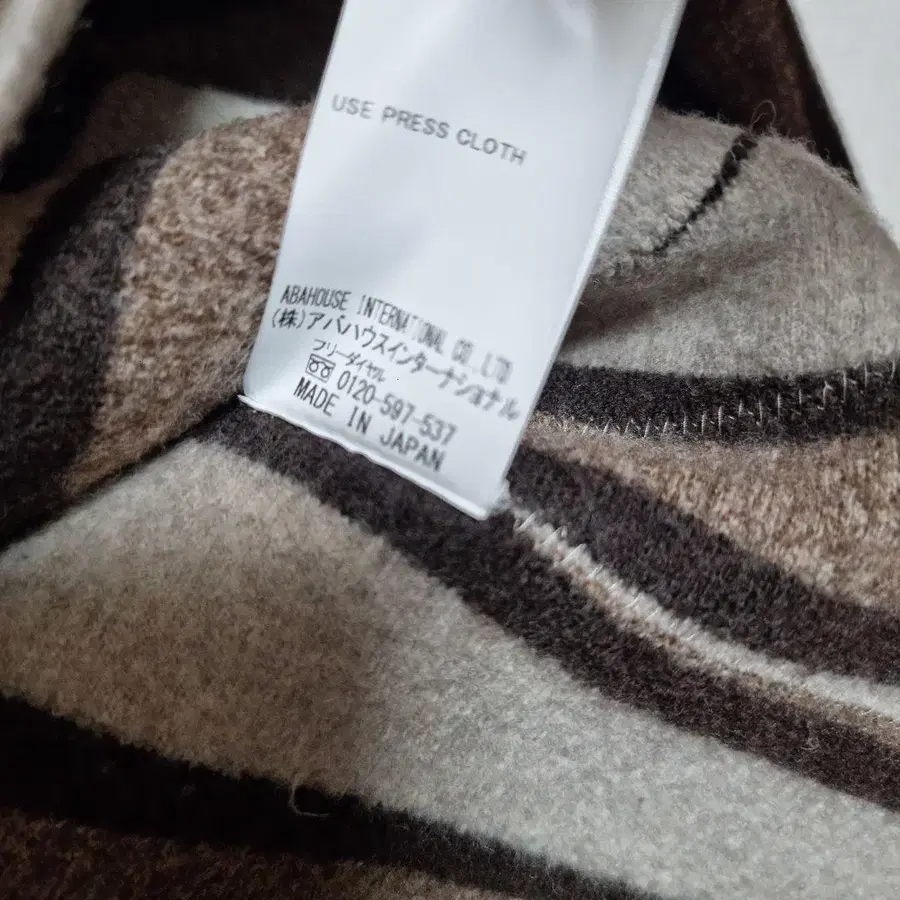 USE PRESS CLOTH
ABAHOUSE INTERNATIONAL CO.,LTD
(株)アバハウスインターナショナル
フリーダイヤル
0120-597-537
MADE IN JAPAN